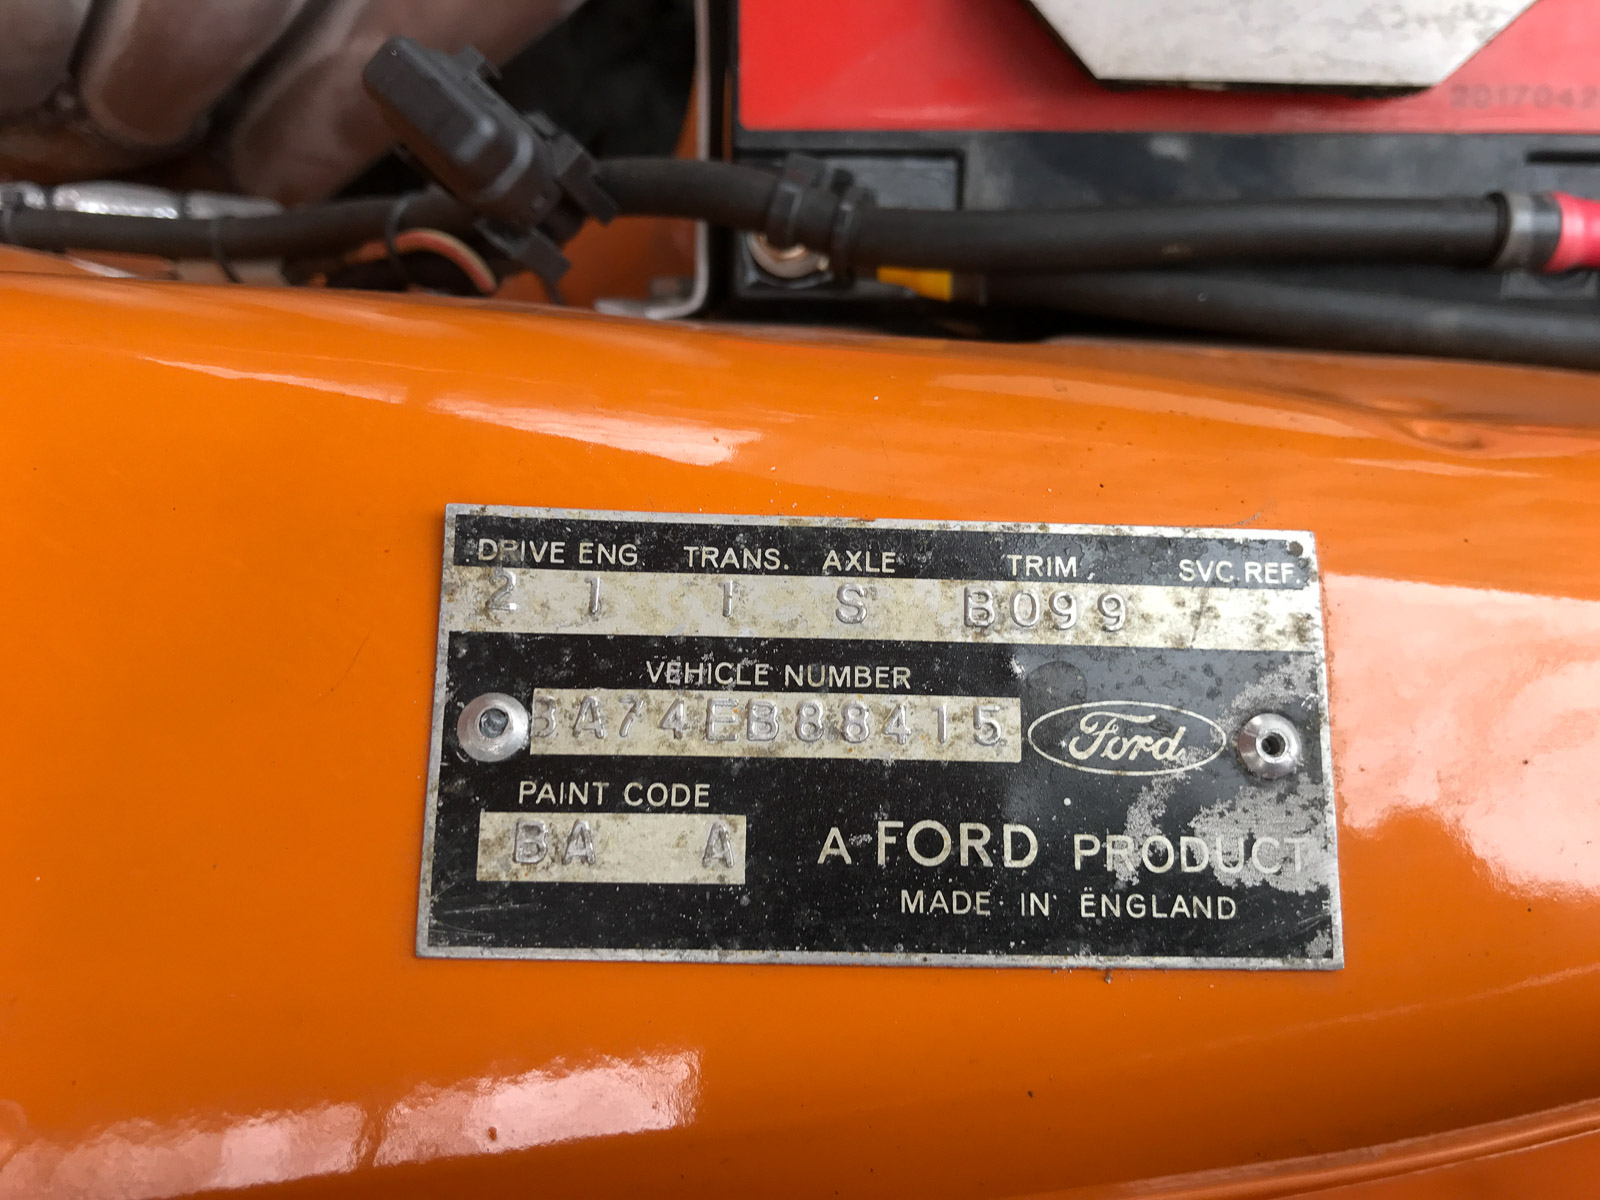 2017042
DRIVE ENG. TRANS. AXLE TRIM. SVC. REF.
2 1 1 S B099
VEHICLE NUMBER
BA74EB88415
Ford
PAINT CODE
BA A
A FORD PRODUCT
MADE IN ENGLAND